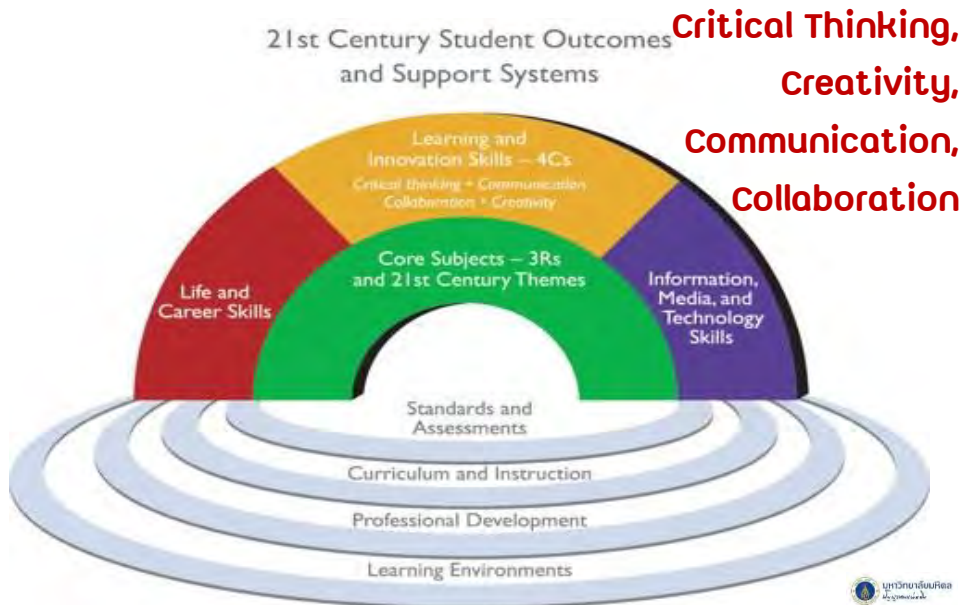 21st Century Student Outcomes
and Support Systems
Critical Thinking,
Creativity,
Communication,
Collaboration
Learning and
Innovation Skills – 4Cs
Critical thinking • Communication
Collaboration • Creativity
Core Subjects – 3Rs
and 21st Century Themes
Life and
Career Skills
Information,
Media, and
Technology
Skills
Standards and
Assessments
Curriculum and Instruction
Professional Development
Learning Environments
มหาวิทยาลัยมหิดล